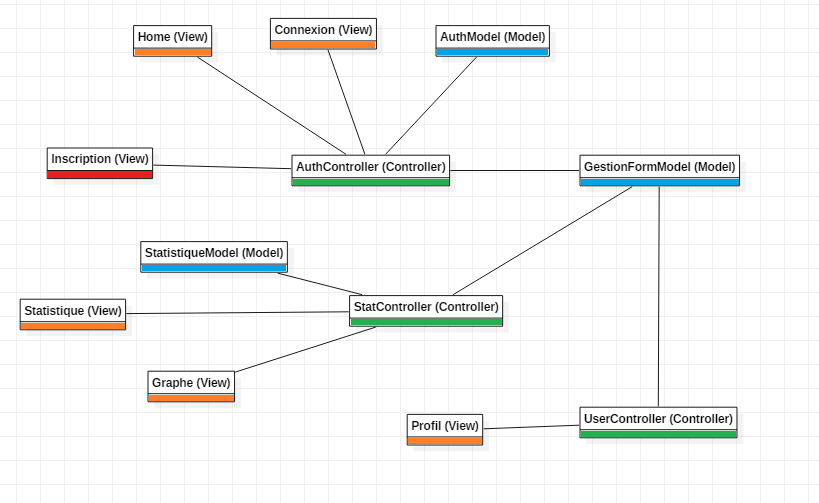 Home (View)
Connexion (View)
AuthModel (Model)
Inscription (View)
AuthController (Controller)
GestionFormModel (Model)
StatistiqueModel (Model)
Statistique (View)
StatController (Controller)
Graphe (View)
Profil (View)
UserController (Controller)